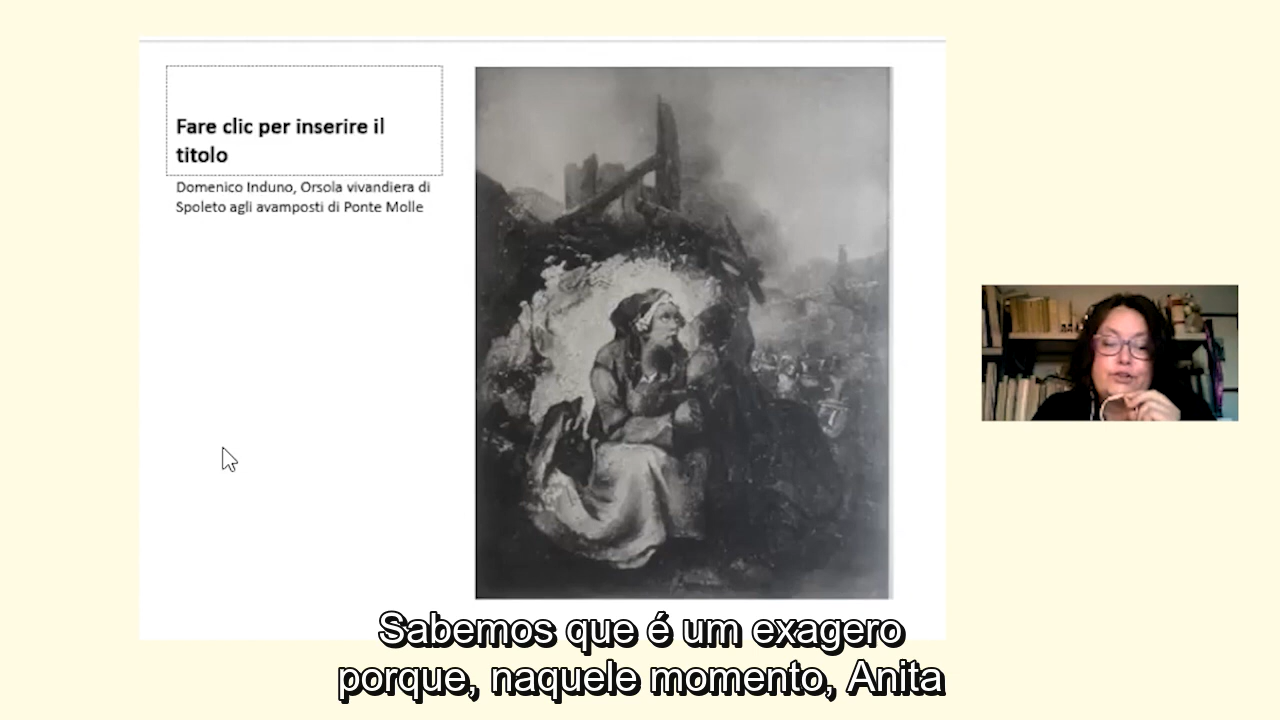 Fare clic per inserire il
titolo
Domenico Induno, Orsola vivandiera di
Spoleto agli avamposti di Ponte Molle
Sabemos que é um exagero
porque, naquele momento, Anita